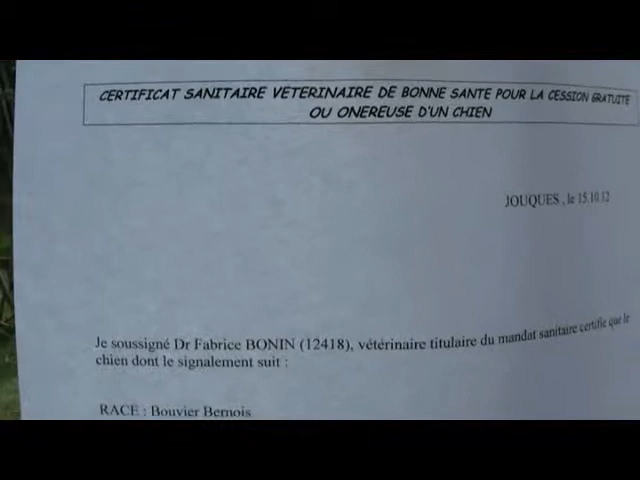 CERTIFICAT SANITAIRE VETERINAIRE DE BONNE SANTE POUR LA CESSION GRATUITE
OU ONEREUSE D'UN CHIEN
JOUQUES , le 15.10.12
Je soussigné Dr Fabrice BONIN (12418), vétérinaire titulaire du mandat sanitaire certifie que le
chien dont le signalement suit :
RACE : Bouvier Bernois